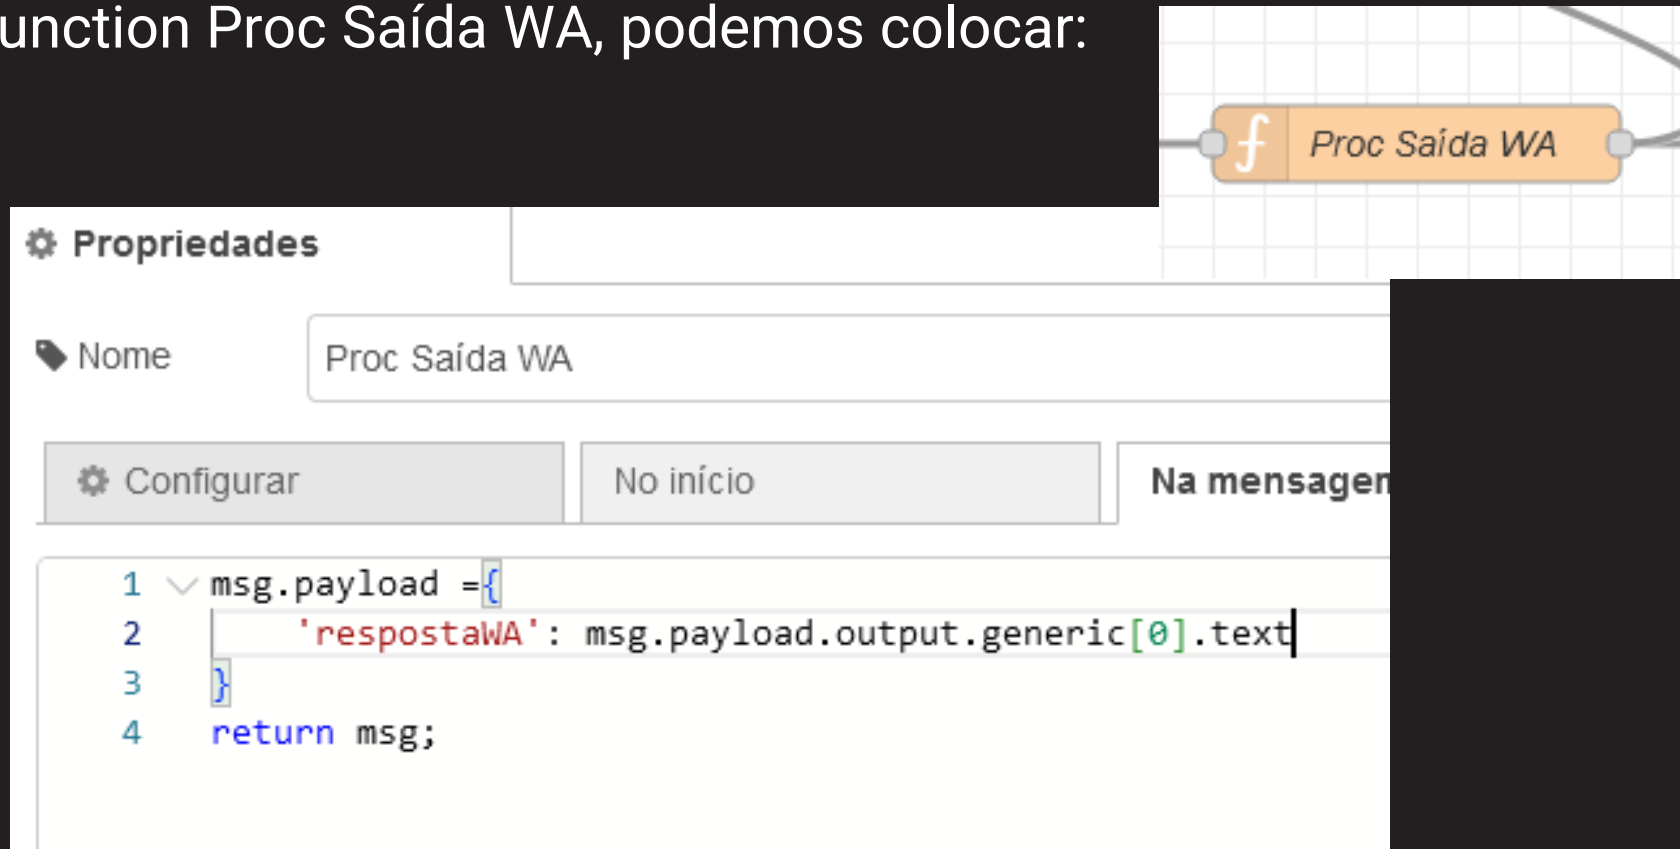 unction Proc Saída WA, podemos colocar:
Proc Saída WA
Propriedades
Nome
Proc Saída WA
Configurar
No início
Na mensagem
1 msg.payload ={
2 'respostaWA': msg.payload.output.generic[0].text
3 }
4 return msg;